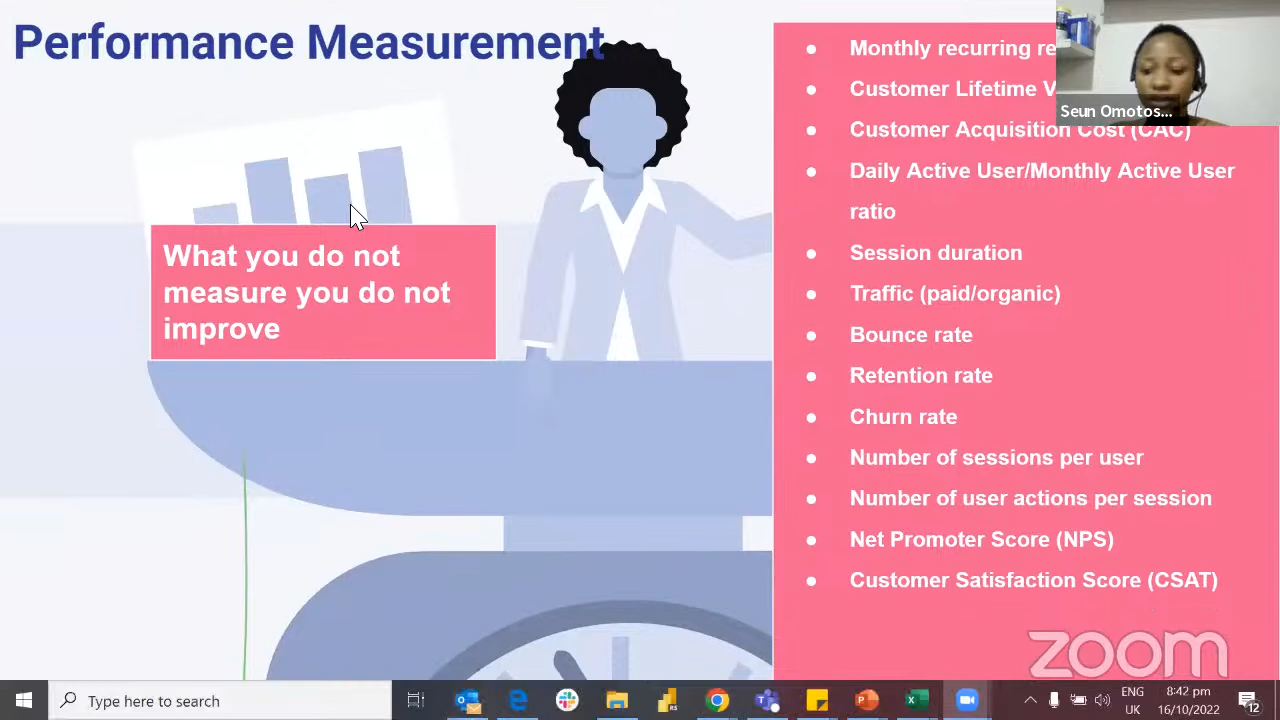 Performance Measurement
What you do not
measure you do not
improve
Monthly recurring
Customer Lifetime
Customer Acquisition Cost (CAC)
Daily Active User/Monthly Active User
ratio
Session duration
Traffic (paid/organic)
Bounce rate
Retention rate
Churn rate
Number of sessions per user
Number of user actions per session
Net Promoter Score (NPS)
Customer Satisfaction Score (CSAT)
Seun Omotos...
zoom
Type here to search
ENG
UK
8:42 pm
16/10/2022
12